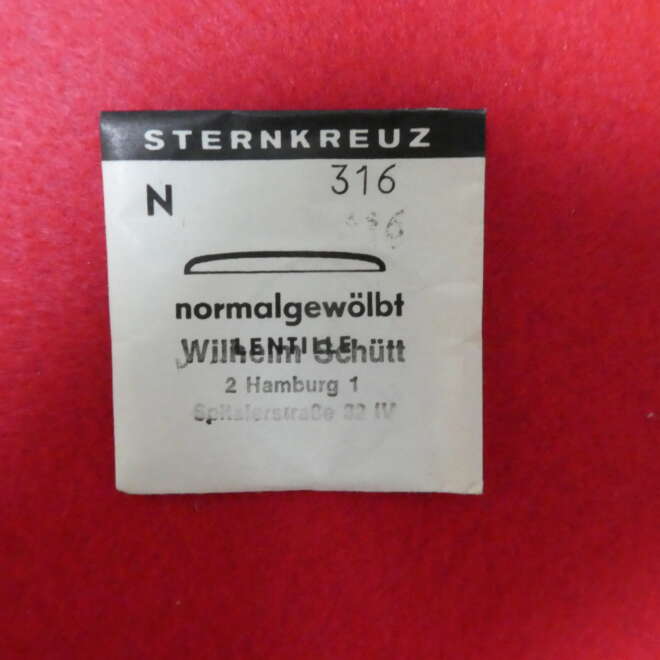 STERNKREUZ
N
316
normalgewölbt
LENTILLE
Wilhelm Schütt
2 Hamburg 1
Spitalerstraße 32 IV